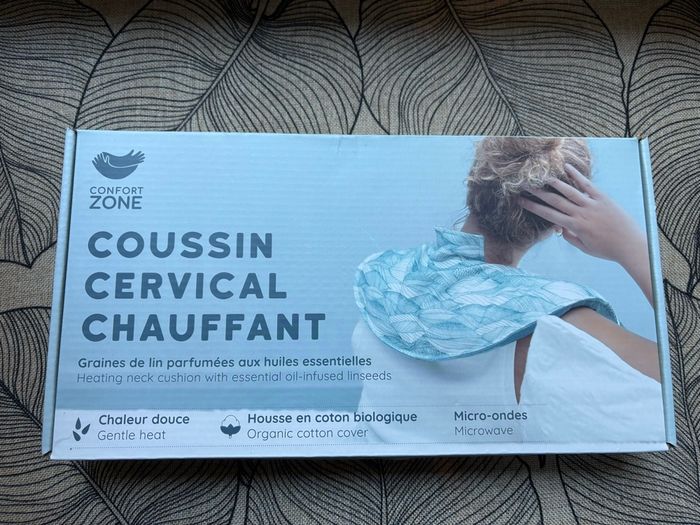 CONFORT
ZONE
COUSSIN
CERVICAL
CHAUFFANT
Graines de lin parfumées aux huiles essentielles
Heating neck cushion with essential oil-infused linseeds
Chaleur douce
Gentle heat
Housse en coton biologique
Organic cotton cover
Micro-ondes
Microwave